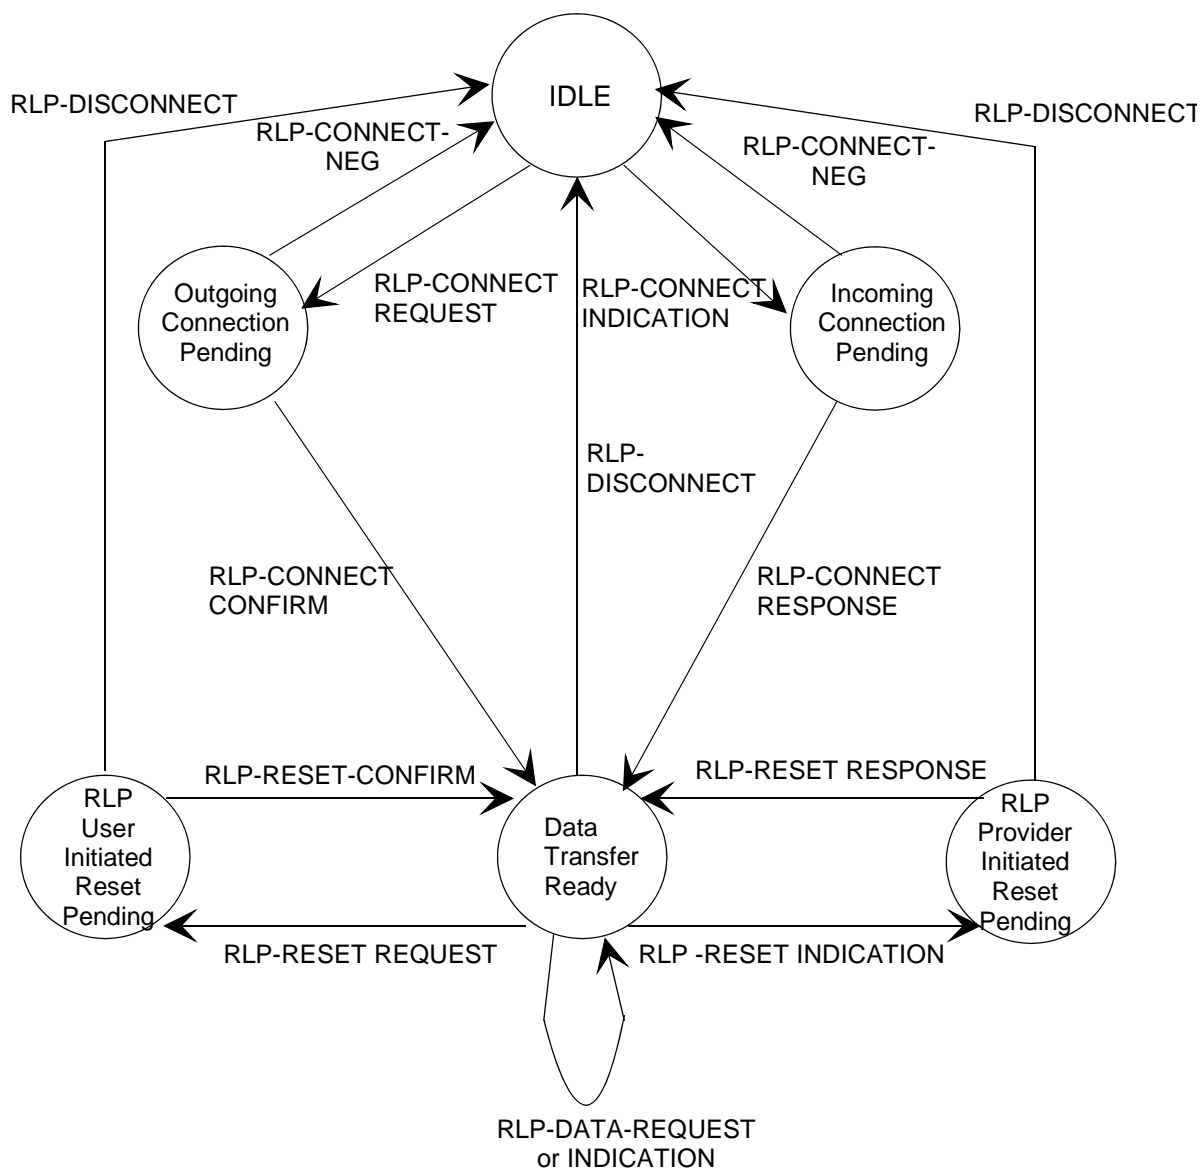 IDLE
RLP-DISCONNECT
RLP-DISCONNECT
RLP-CONNECT-
NEG
RLP-CONNECT-
NEG
Outgoing
Connection
Pending
RLP-CONNECT
REQUEST
RLP-CONNECT
INDICATION
Incoming
Connection
Pending
RLP-
DISCONNECT
RLP-CONNECT
CONFIRM
RLP-CONNECT
RESPONSE
RLP-RESET-CONFIRM
RLP-RESET RESPONSE
RLP
User
Initiated
Reset
Pending
Data
Transfer
Ready
RLP
Provider
Initiated
Reset
Pending
RLP-RESET REQUEST
RLP -RESET INDICATION
RLP-DATA-REQUEST
or INDICATION